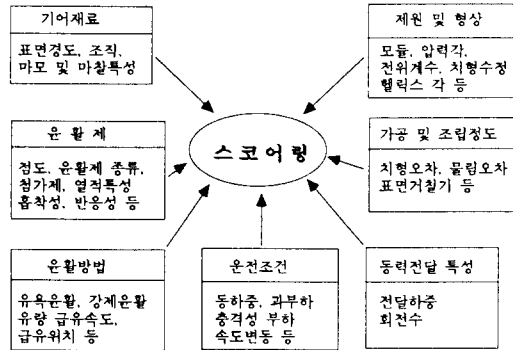 기어재료
표면경도, 조직,
마모 및 마찰특성
제원 및 형상
모듈, 압력각,
전위계수, 치형수정
헬릭스 각 등
윤 활 제
점도, 윤활제 종류,
첨가제, 열적특성
흡착성, 반응성 등
스코어링
가공 및 조립정도
치형오차, 물림오차
표면거칠기 등
윤활방법
유욕윤활, 강제윤활
유량 급유속도,
급유위치 등
운전조건
동하중, 과부하
충격성 부하
속도변동 등
동력전달 특성
전달하중
회전수